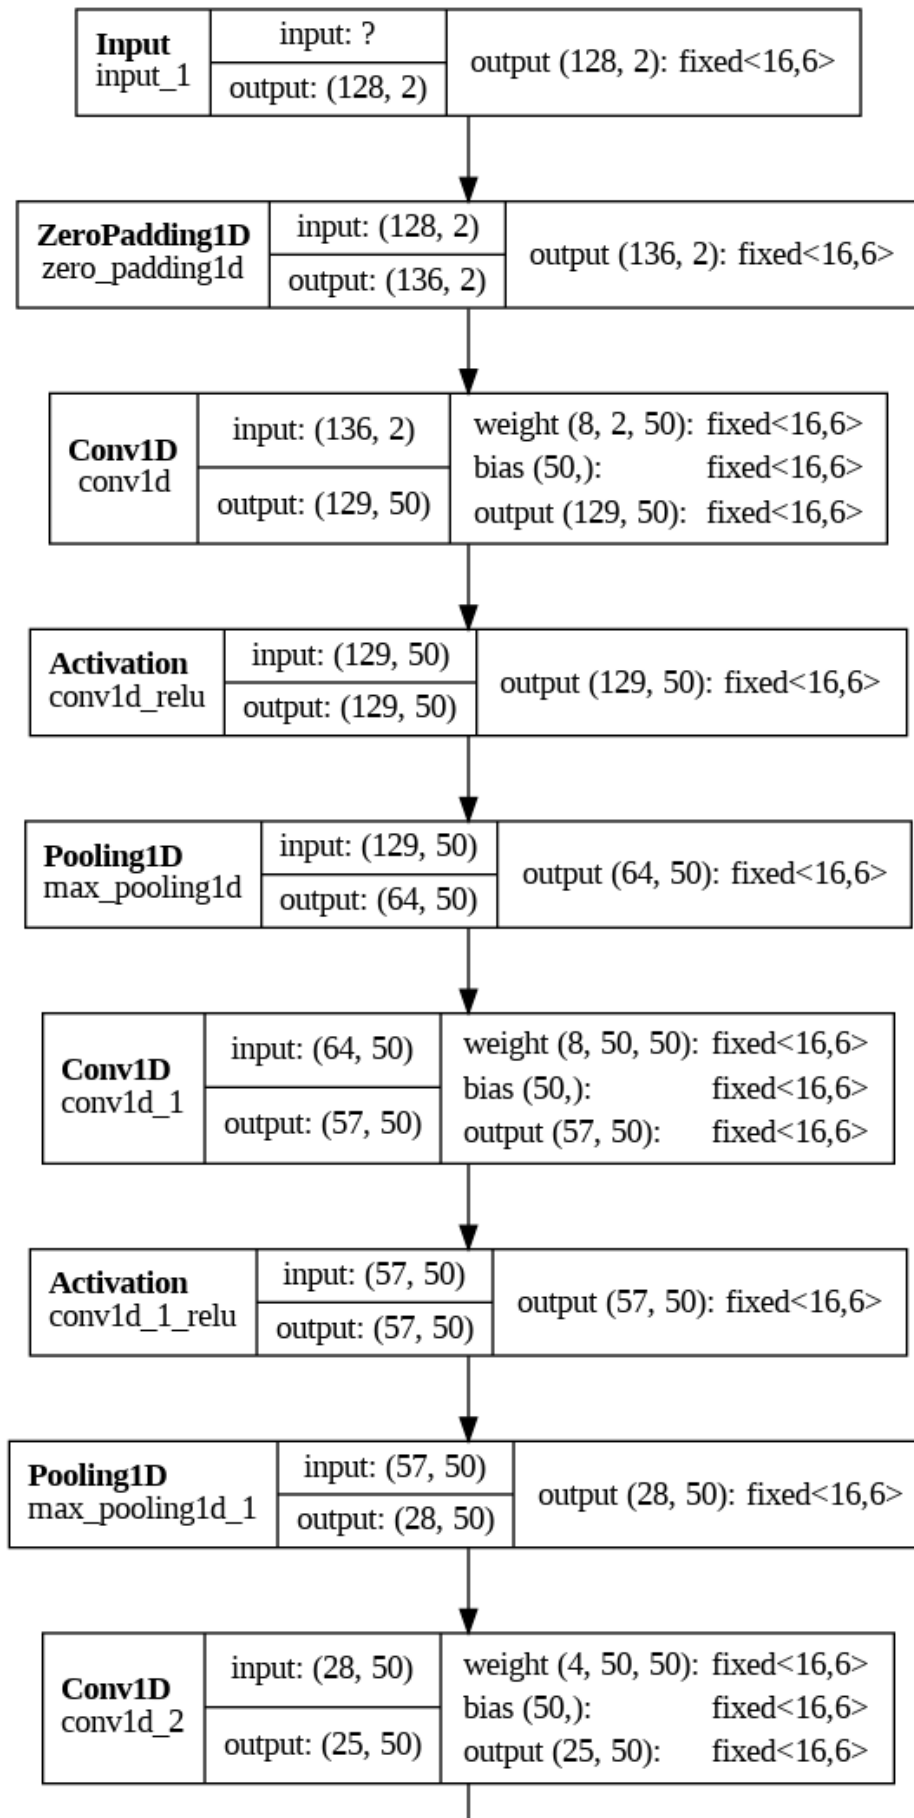 Input
input_1
input: ?
output: (128, 2)
output (128, 2): fixed<16,6>
ZeroPadding1D
zero_padding1d
input: (128, 2)
output: (136, 2)
output (136, 2): fixed<16,6>
Conv1D
conv1d
input: (136, 2)
output: (129, 50)
weight (8, 2, 50): fixed<16,6>
bias (50,): fixed<16,6>
output (129, 50): fixed<16,6>
Activation
conv1d_relu
input: (129, 50)
output: (129, 50)
output (129, 50): fixed<16,6>
Pooling1D
max_pooling1d
input: (129, 50)
output: (64, 50)
output (64, 50): fixed<16,6>
Conv1D
conv1d_1
input: (64, 50)
output: (57, 50)
weight (8, 50, 50): fixed<16,6>
bias (50,): fixed<16,6>
output (57, 50): fixed<16,6>
Activation
conv1d_1_relu
input: (57, 50)
output: (57, 50)
output (57, 50): fixed<16,6>
Pooling1D
max_pooling1d_1
input: (57, 50)
output: (28, 50)
output (28, 50): fixed<16,6>
Conv1D
conv1d_2
input: (28, 50)
output: (25, 50)
weight (4, 50, 50): fixed<16,6>
bias (50,): fixed<16,6>
output (25, 50): fixed<16,6>